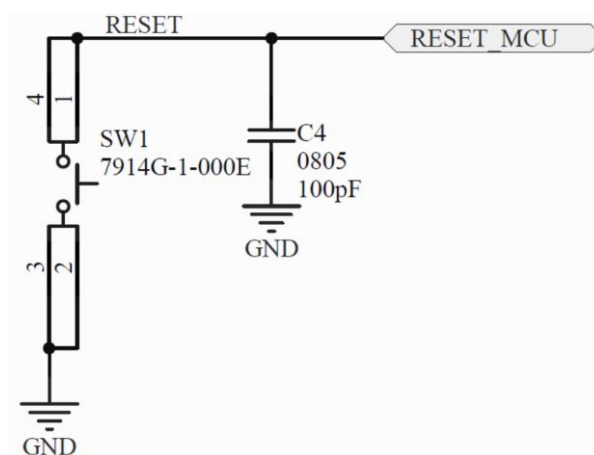 RESET
RESET_MCU
4
1
SW1
7914G-1-000E
C4
0805
100pF
GND
3
2
GND